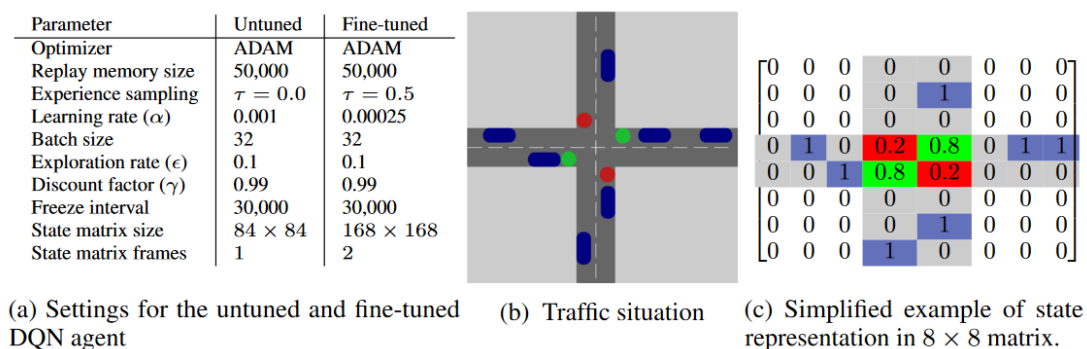 Parameter Untuned Fine-tuned
Optimizer ADAM ADAM
Replay memory size 50,000 50,000
Experience sampling τ = 0.0 τ = 0.5
Learning rate (α) 0.001 0.00025
Batch size 32 32
Exploration rate (ϵ) 0.1 0.1
Discount factor (γ) 0.99 0.99
Freeze interval 30,000 30,000
State matrix size 84 × 84 168 × 168
State matrix frames 1 2
(a) Settings for the untuned and fine-tuned
DQN agent
(b) Traffic situation
0 0 0 0 0 0 0 0
0 0 0 0 1 0 0 0
0 0 0 0 0 0 0 0
0 1 0 0.2 0.8 0 1 1
0 0 1 0.8 0.2 0 0 0
0 0 0 0 0 0 0 0
0 0 0 0 1 0 0 0
0 0 0 1 0 0 0 0
(c) Simplified example of state
representation in 8 × 8 matrix.